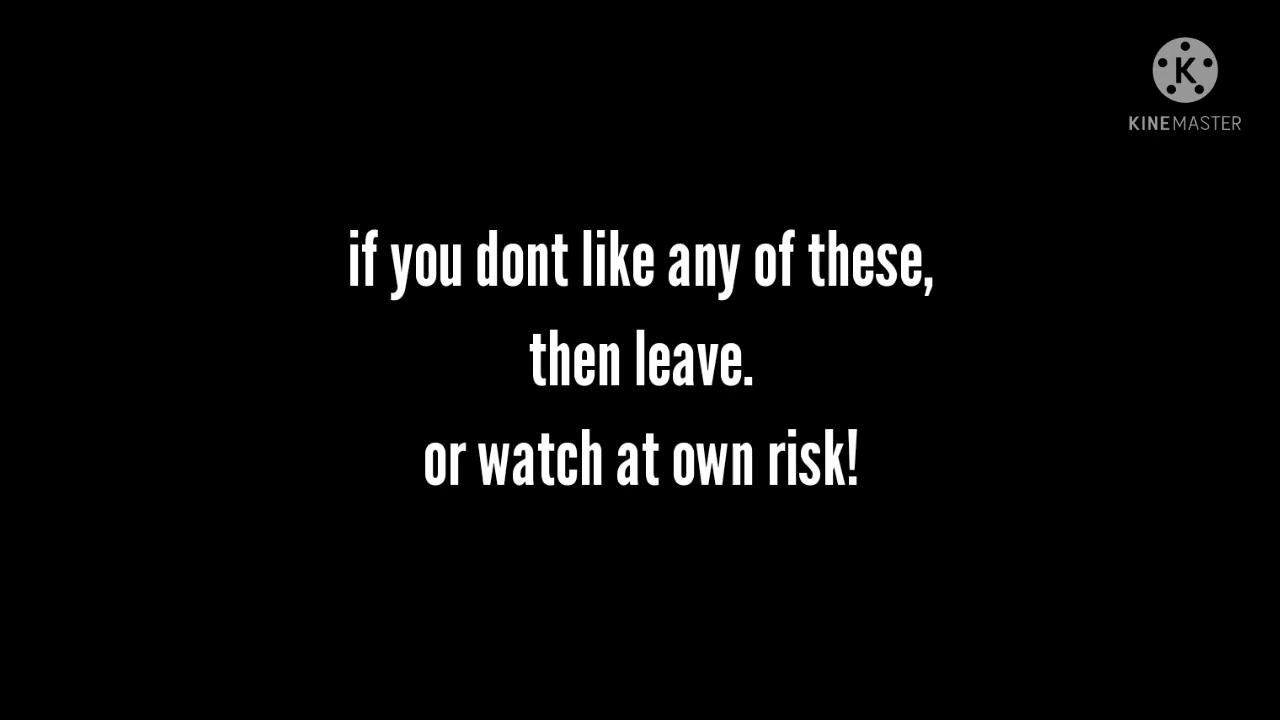 K
KINEMASTER
if you dont like any of these,
then leave.
or watch at own risk!